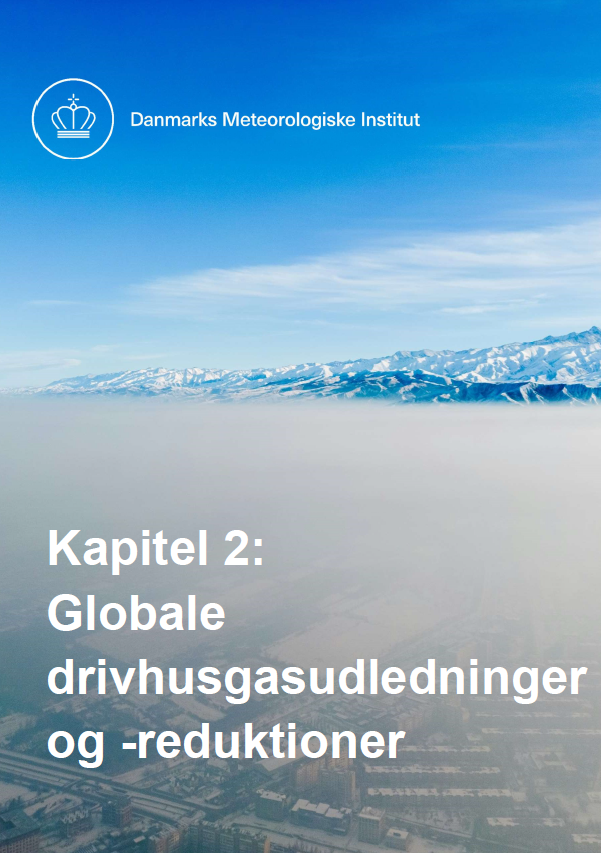 Danmarks Meteorologiske Institut
Kapitel 2:
Globale
drivhusgasudledninger
og -reduktioner